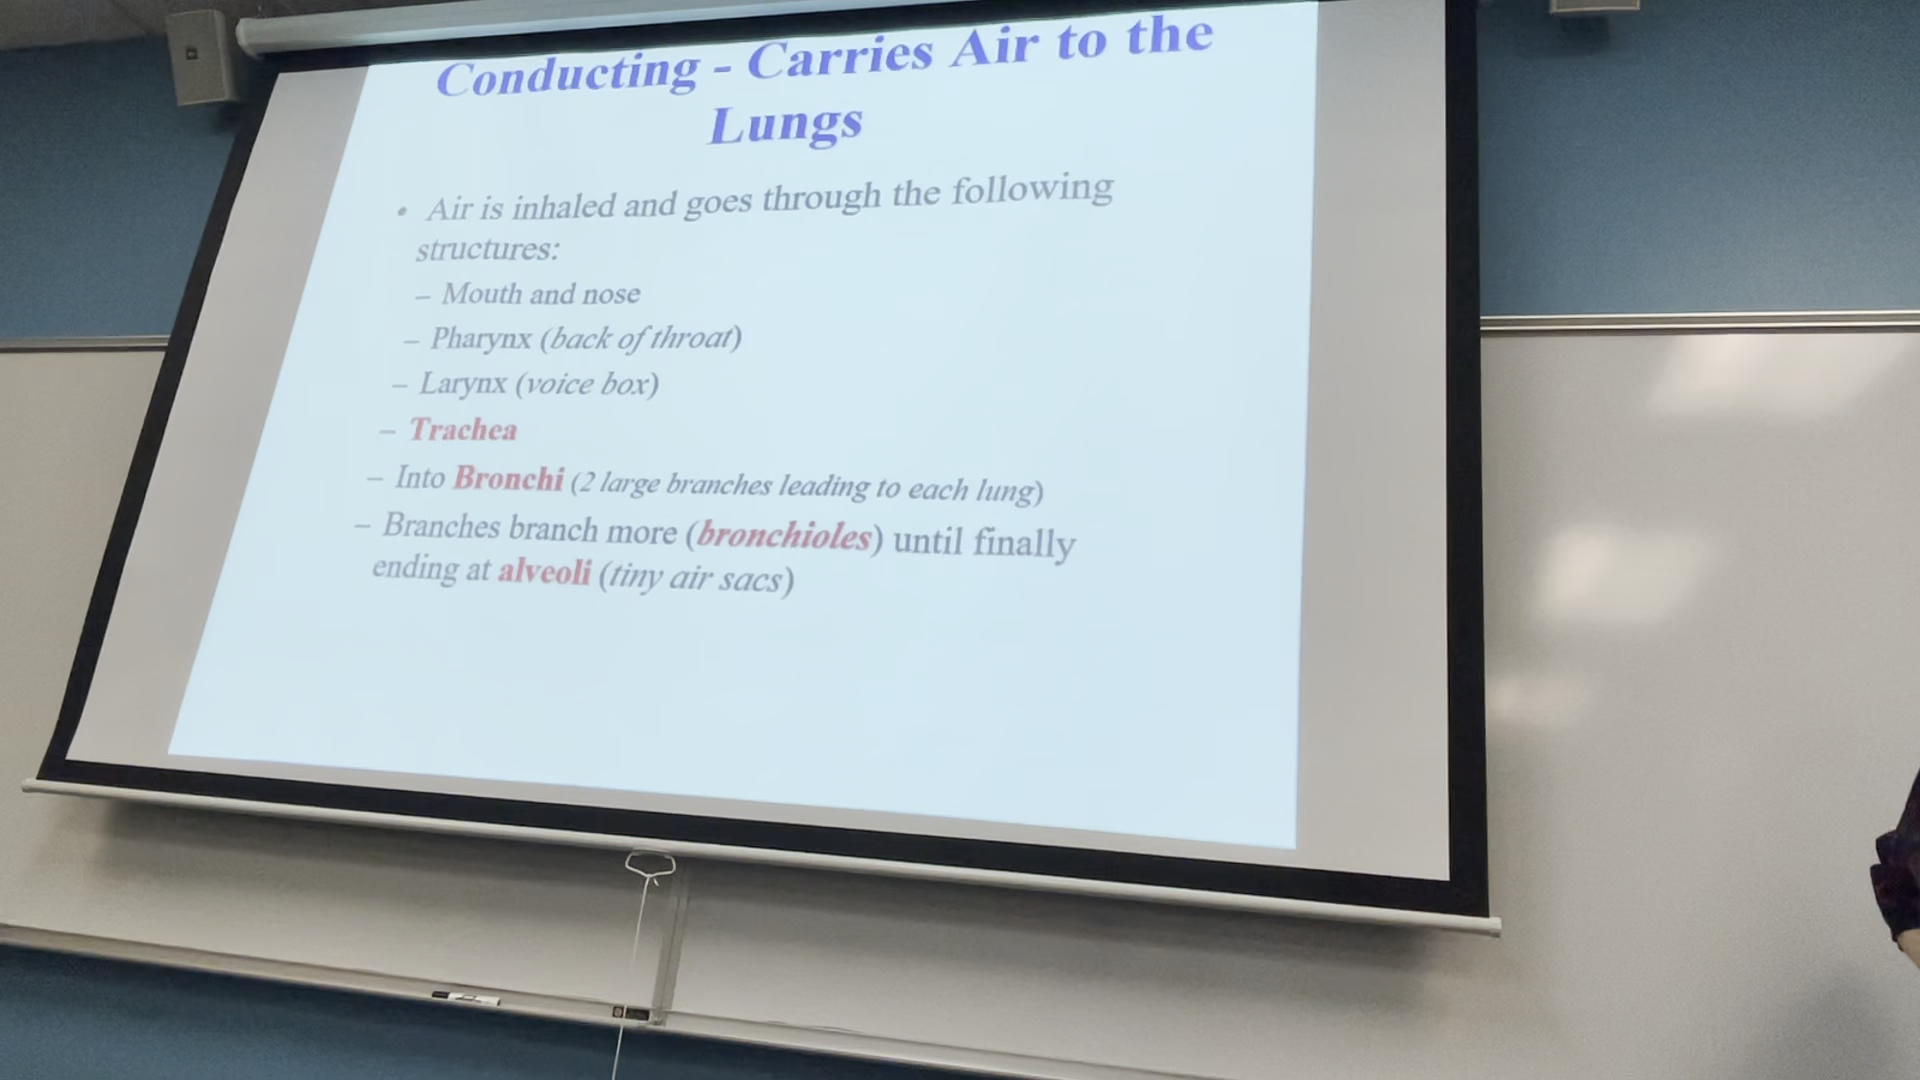 Conducting - Carries Air to the
Lungs
• Air is inhaled and goes through the following
structures:
– Mouth and nose
– Pharynx (back of throat)
– Larynx (voice box)
– Trachea
– Into Bronchi (2 large branches leading to each lung)
– Branches branch more (bronchioles) until finally
ending at alveoli (tiny air sacs)